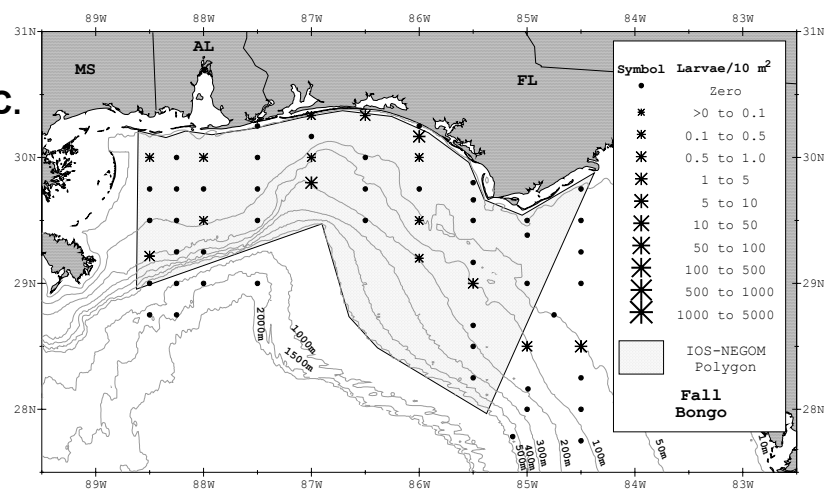 89W 88W 87W 86W 85W 84W 83W
31N 31N
C.
MS
AL
FL
Symbol Larvae/10 m²
Zero
>0 to 0.1
0.1 to 0.5
0.5 to 1.0
1 to 5
5 to 10
10 to 50
50 to 100
100 to 500
500 to 1000
1000 to 5000
IOS-NEGOM
Polygon
Fall
Bongo
30N 30N
29N 29N
28N 28N
2000m
1000m
1500m
500m
400m
300m
200m
100m
50m
10m
89W 88W 87W 86W 85W 84W 83W